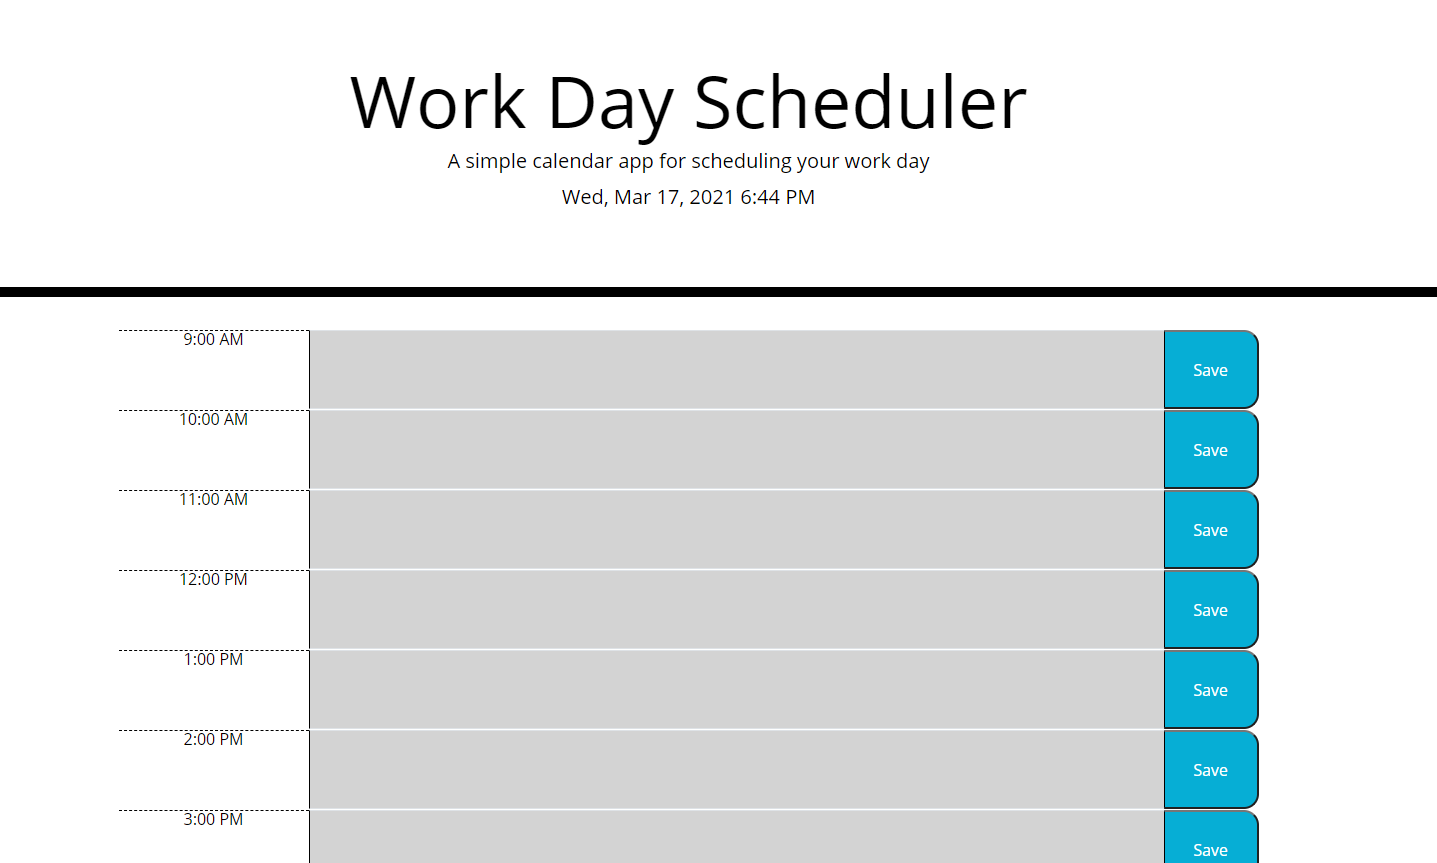 Work Day Scheduler
A simple calendar app for scheduling your work day
Wed, Mar 17, 2021 6:44 PM
9:00 AM
Save
10:00 AM
Save
11:00 AM
Save
12:00 PM
Save
1:00 PM
Save
2:00 PM
Save
3:00 PM
Save